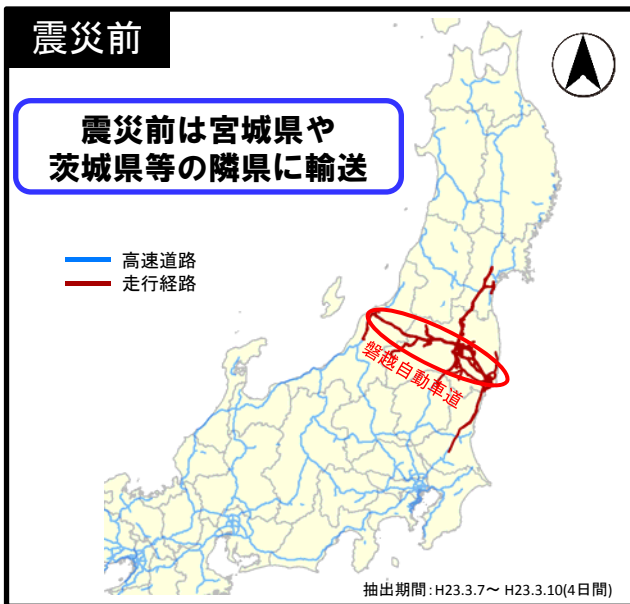 震災前
震災前は宮城県や
茨城県等の隣県に輸送
高速道路
走行経路
磐越自動車道
抽出期間:H23.3.7～ H23.3.10(4日間)